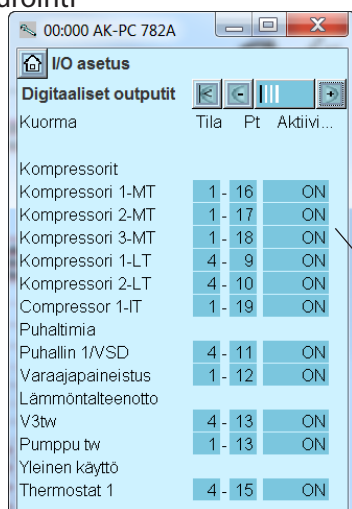 00:000 AK-PC 782A
I/O asetus
Digitaaliset outputit
Kuorma Tila Pt Aktiivi...
Kompressorit
Kompressori 1-MT 1 - 16 ON
Kompressori 2-MT 1 - 17 ON
Kompressori 3-MT 1 - 18 ON
Kompressori 1-LT 4 - 9 ON
Kompressori 2-LT 4 - 10 ON
Compressor 1-IT 1 - 19 ON
Puhaltimia
Puhallin 1/VSD 4 - 11 ON
Varaajapaineistus 1 - 12 ON
Lämmöntalteenotto
V3tw 4 - 13 ON
Pumppu tw 1 - 13 ON
Yleinen käyttö
Thermostat 1 4 - 15 ON